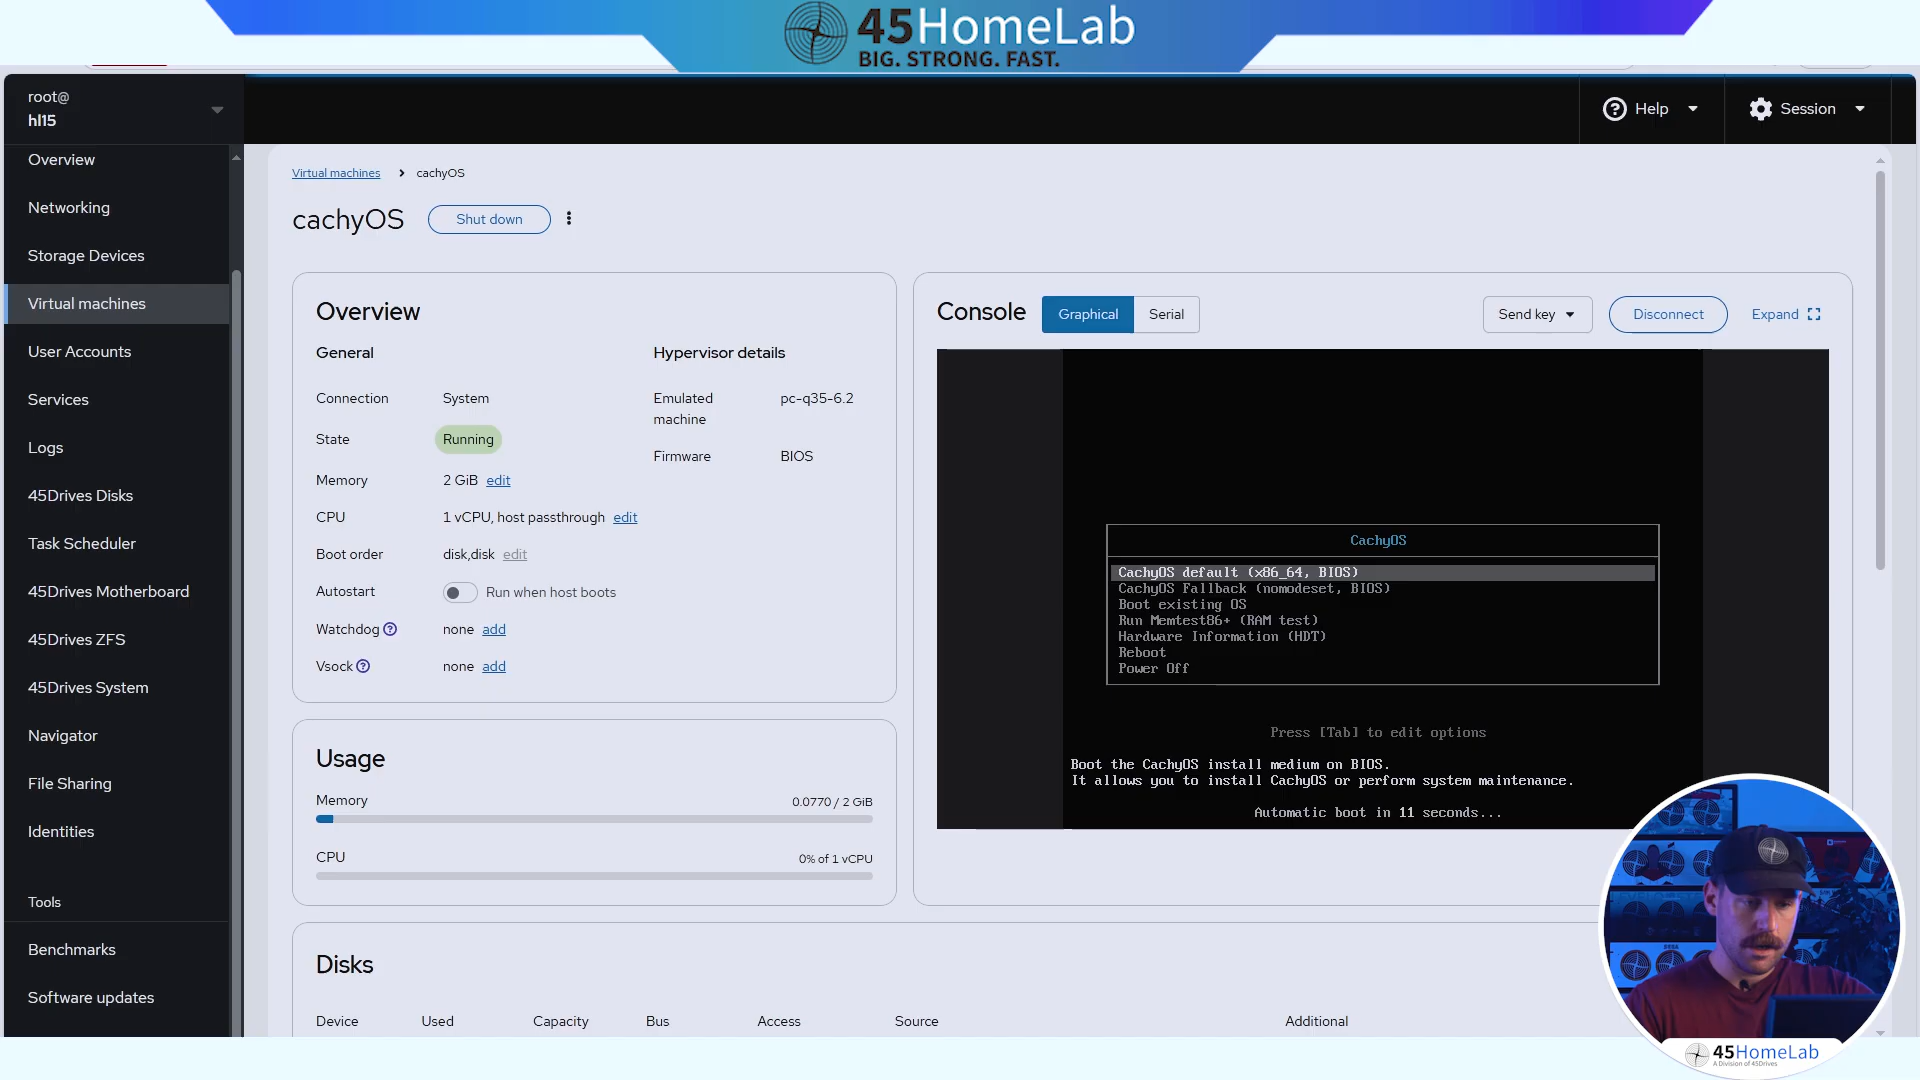 45HomeLab
BIG. STRONG. FAST.
root@
hl15
Help
Session
Overview
Networking
Storage Devices
Virtual machines
User Accounts
Services
Logs
45Drives Disks
Task Scheduler
45Drives Motherboard
45Drives ZFS
45Drives System
Navigator
File Sharing
Identities
Tools
Benchmarks
Software updates
Virtual machines > cachyOS
cachyOS
Shut down
Overview
General
Connection System
State Running
Memory 2 GiB edit
CPU 1 vCPU, host passthrough edit
Boot order disk,disk edit
Autostart Run when host boots
Watchdog none add
Vsock none add
Hypervisor details
Emulated machine pc-q35-6.2
Firmware BIOS
Usage
Memory 0.0770 / 2 GiB
CPU 0% of 1 vCPU
Console Graphical Serial Send key Disconnect Expand
CachyOS
CachyOS default (x86_64, BIOS)
CachyOS Fallback (nomodeset, BIOS)
Boot existing OS
Run Memtest86+ (RAM test)
Hardware Information (HDT)
Reboot
Power Off
Press [Tab] to edit options
Boot the CachyOS install medium on BIOS.
It allows you to install CachyOS or perform system maintenance.
Automatic boot in 11 seconds...
Disks
Device Used Capacity Bus Access Source Additional
45HomeLab
A Division of 45Drives